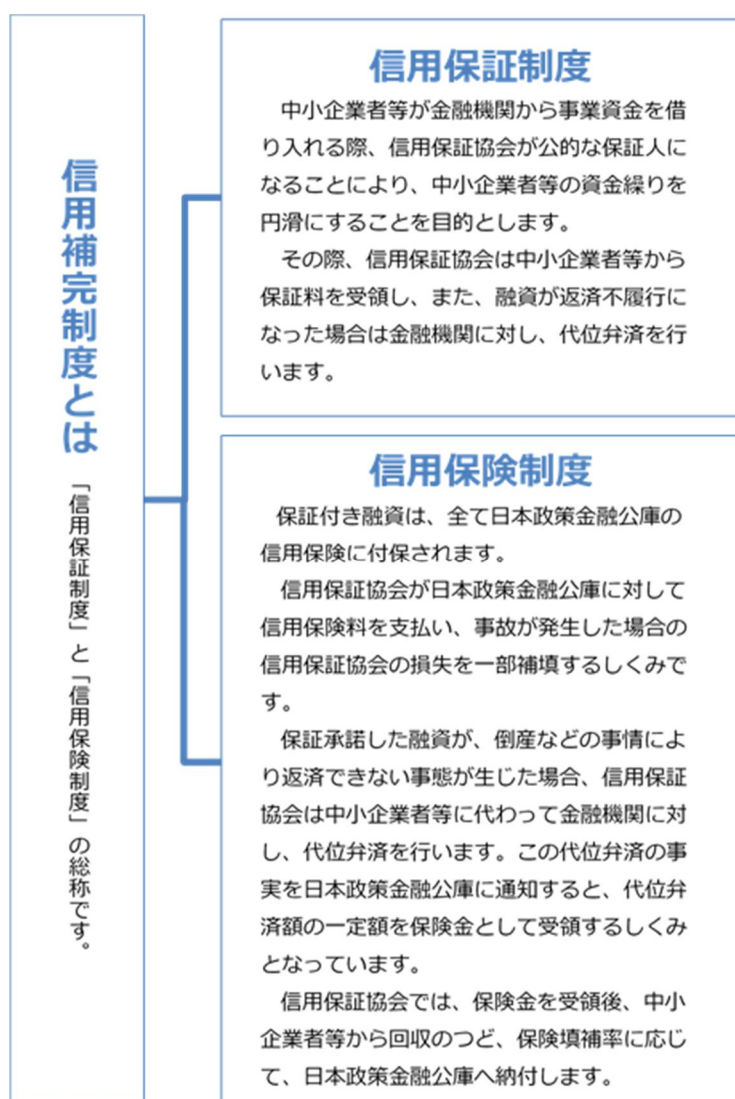 信用補完制度とは
「信用保証制度」と「信用保険制度」の総称です。
信用保証制度
中小企業者等が金融機関から事業資金を借
り入れる際、信用保証協会が公的な保証人に
なることにより、中小企業者等の資金繰りを
円滑にすることを目的とします。
その際、信用保証協会は中小企業者等から
保証料を受領し、また、融資が返済不履行に
なった場合は金融機関に対し、代位弁済を行
います。
信用保険制度
保証付き融資は、全て日本政策金融公庫の
信用保険に付保されます。
信用保証協会が日本政策金融公庫に対して
信用保険料を支払い、事故が発生した場合の
信用保証協会の損失を一部補填するしくみで
す。
保証承諾した融資が、倒産などの事情によ
り返済できない事態が生じた場合、信用保証
協会は中小企業者等に代わって金融機関に対
し、代位弁済を行います。この代位弁済の事
実を日本政策金融公庫に通知すると、代位弁
済額の一定額を保険金として受領するしくみ
となっています。
信用保証協会では、保険金を受領後、中小
企業者等から回収のつど、保険填補率に応じ
て、日本政策金融公庫へ納付します。